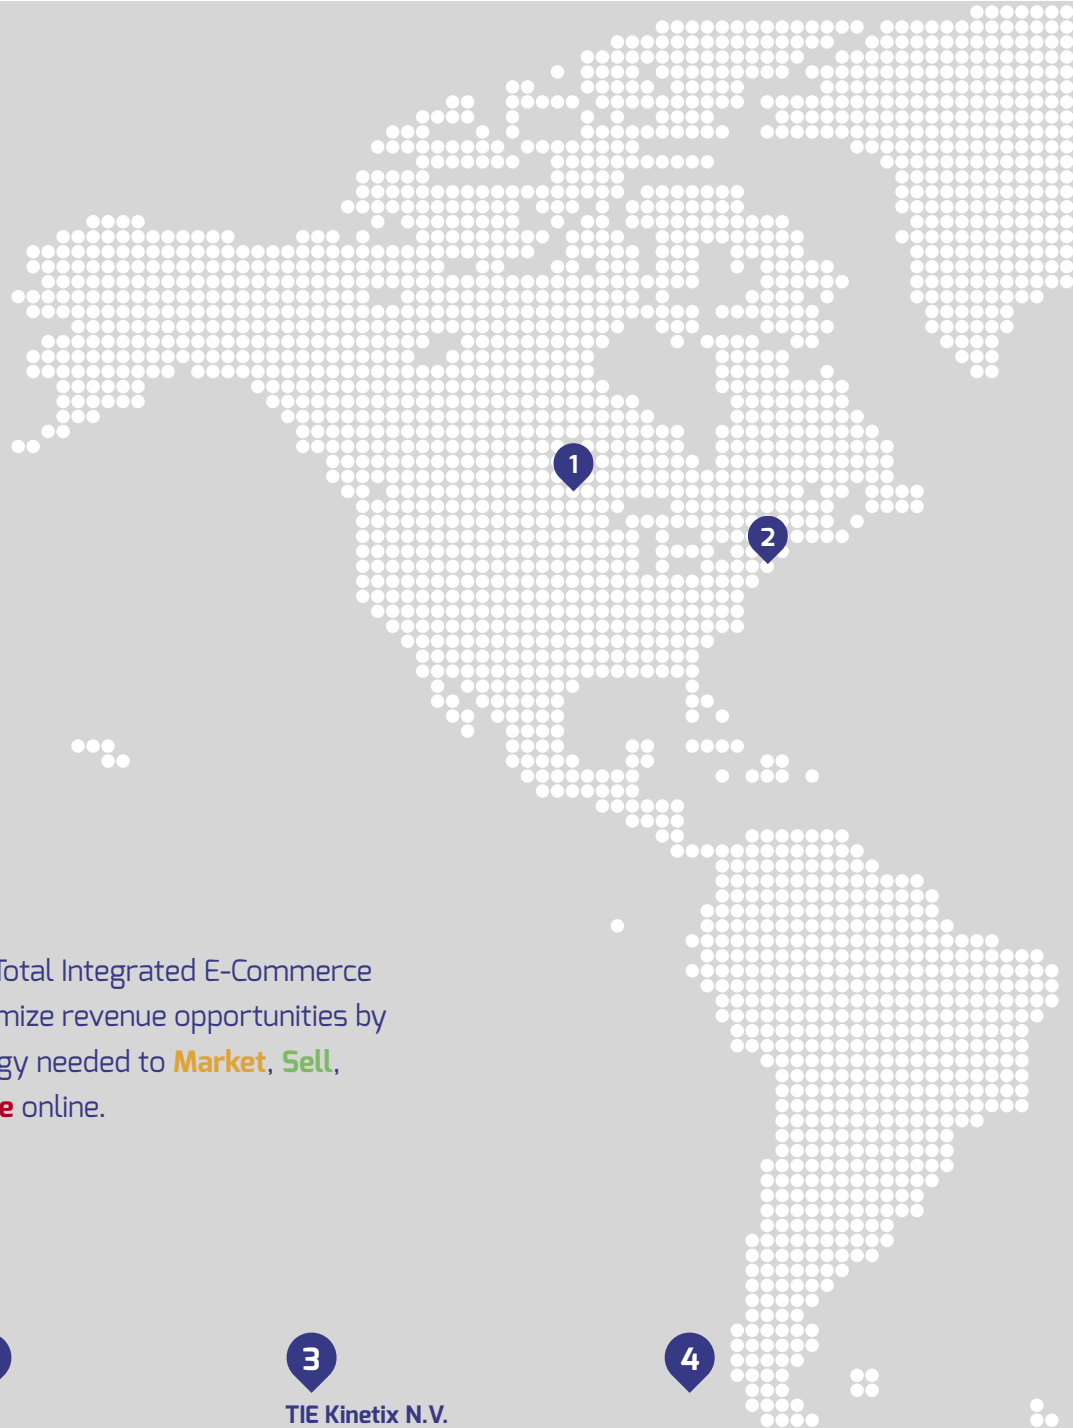 1
2
Total Integrated E-Commerce
mize revenue opportunities by
gy needed to Market, Sell,
e online.
3
4
TIE Kinetix N.V.